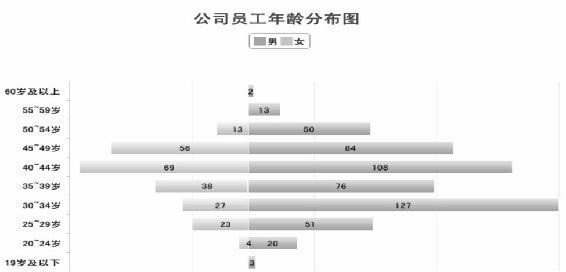 公司员工年龄分布图
男 女
60岁及以上 2
55~59岁 13
50~54岁 13 50
45~49岁 56 84
40~44岁 69 108
35~39岁 38 76
30~34岁 27 127
25~29岁 23 51
20~24岁 4 20
19岁及以下 3